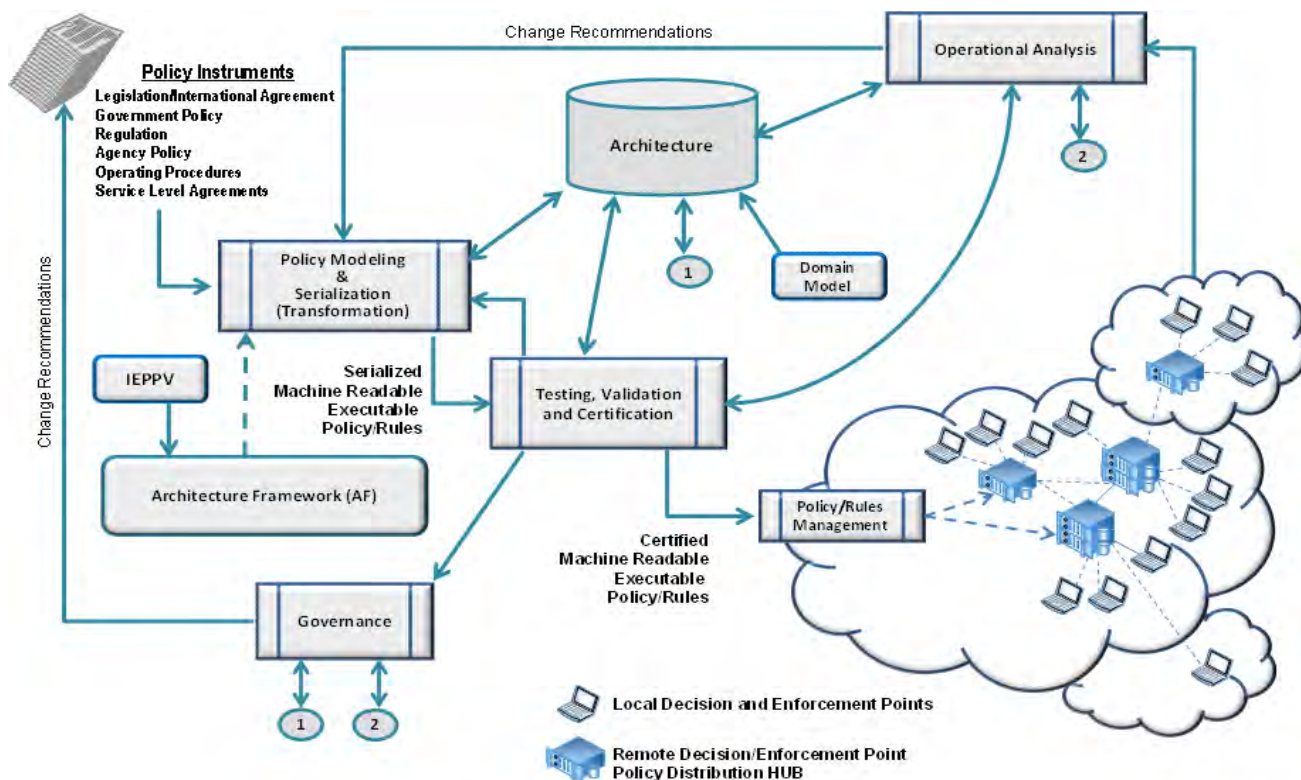 Change Recommendations
Operational Analysis
Policy Instruments
Legislation/International Agreement
Government Policy
Regulation
Agency Policy
Operating Procedures
Service Level Agreements
Architecture
2
Policy Modeling
&
Serialization
(Transformation)
1
Domain
Model
Change Recommendations
IEPPV
Serialized
Machine Readable
Executable
Policy/Rules
Testing, Validation
and Certification
Architecture Framework (AF)
Policy/Rules
Management
Certified
Machine Readable
Executable
Policy/Rules
Governance
1
2
Local Decision and Enforcement Points
Remote Decision/Enforcement Point
Policy Distribution HUB